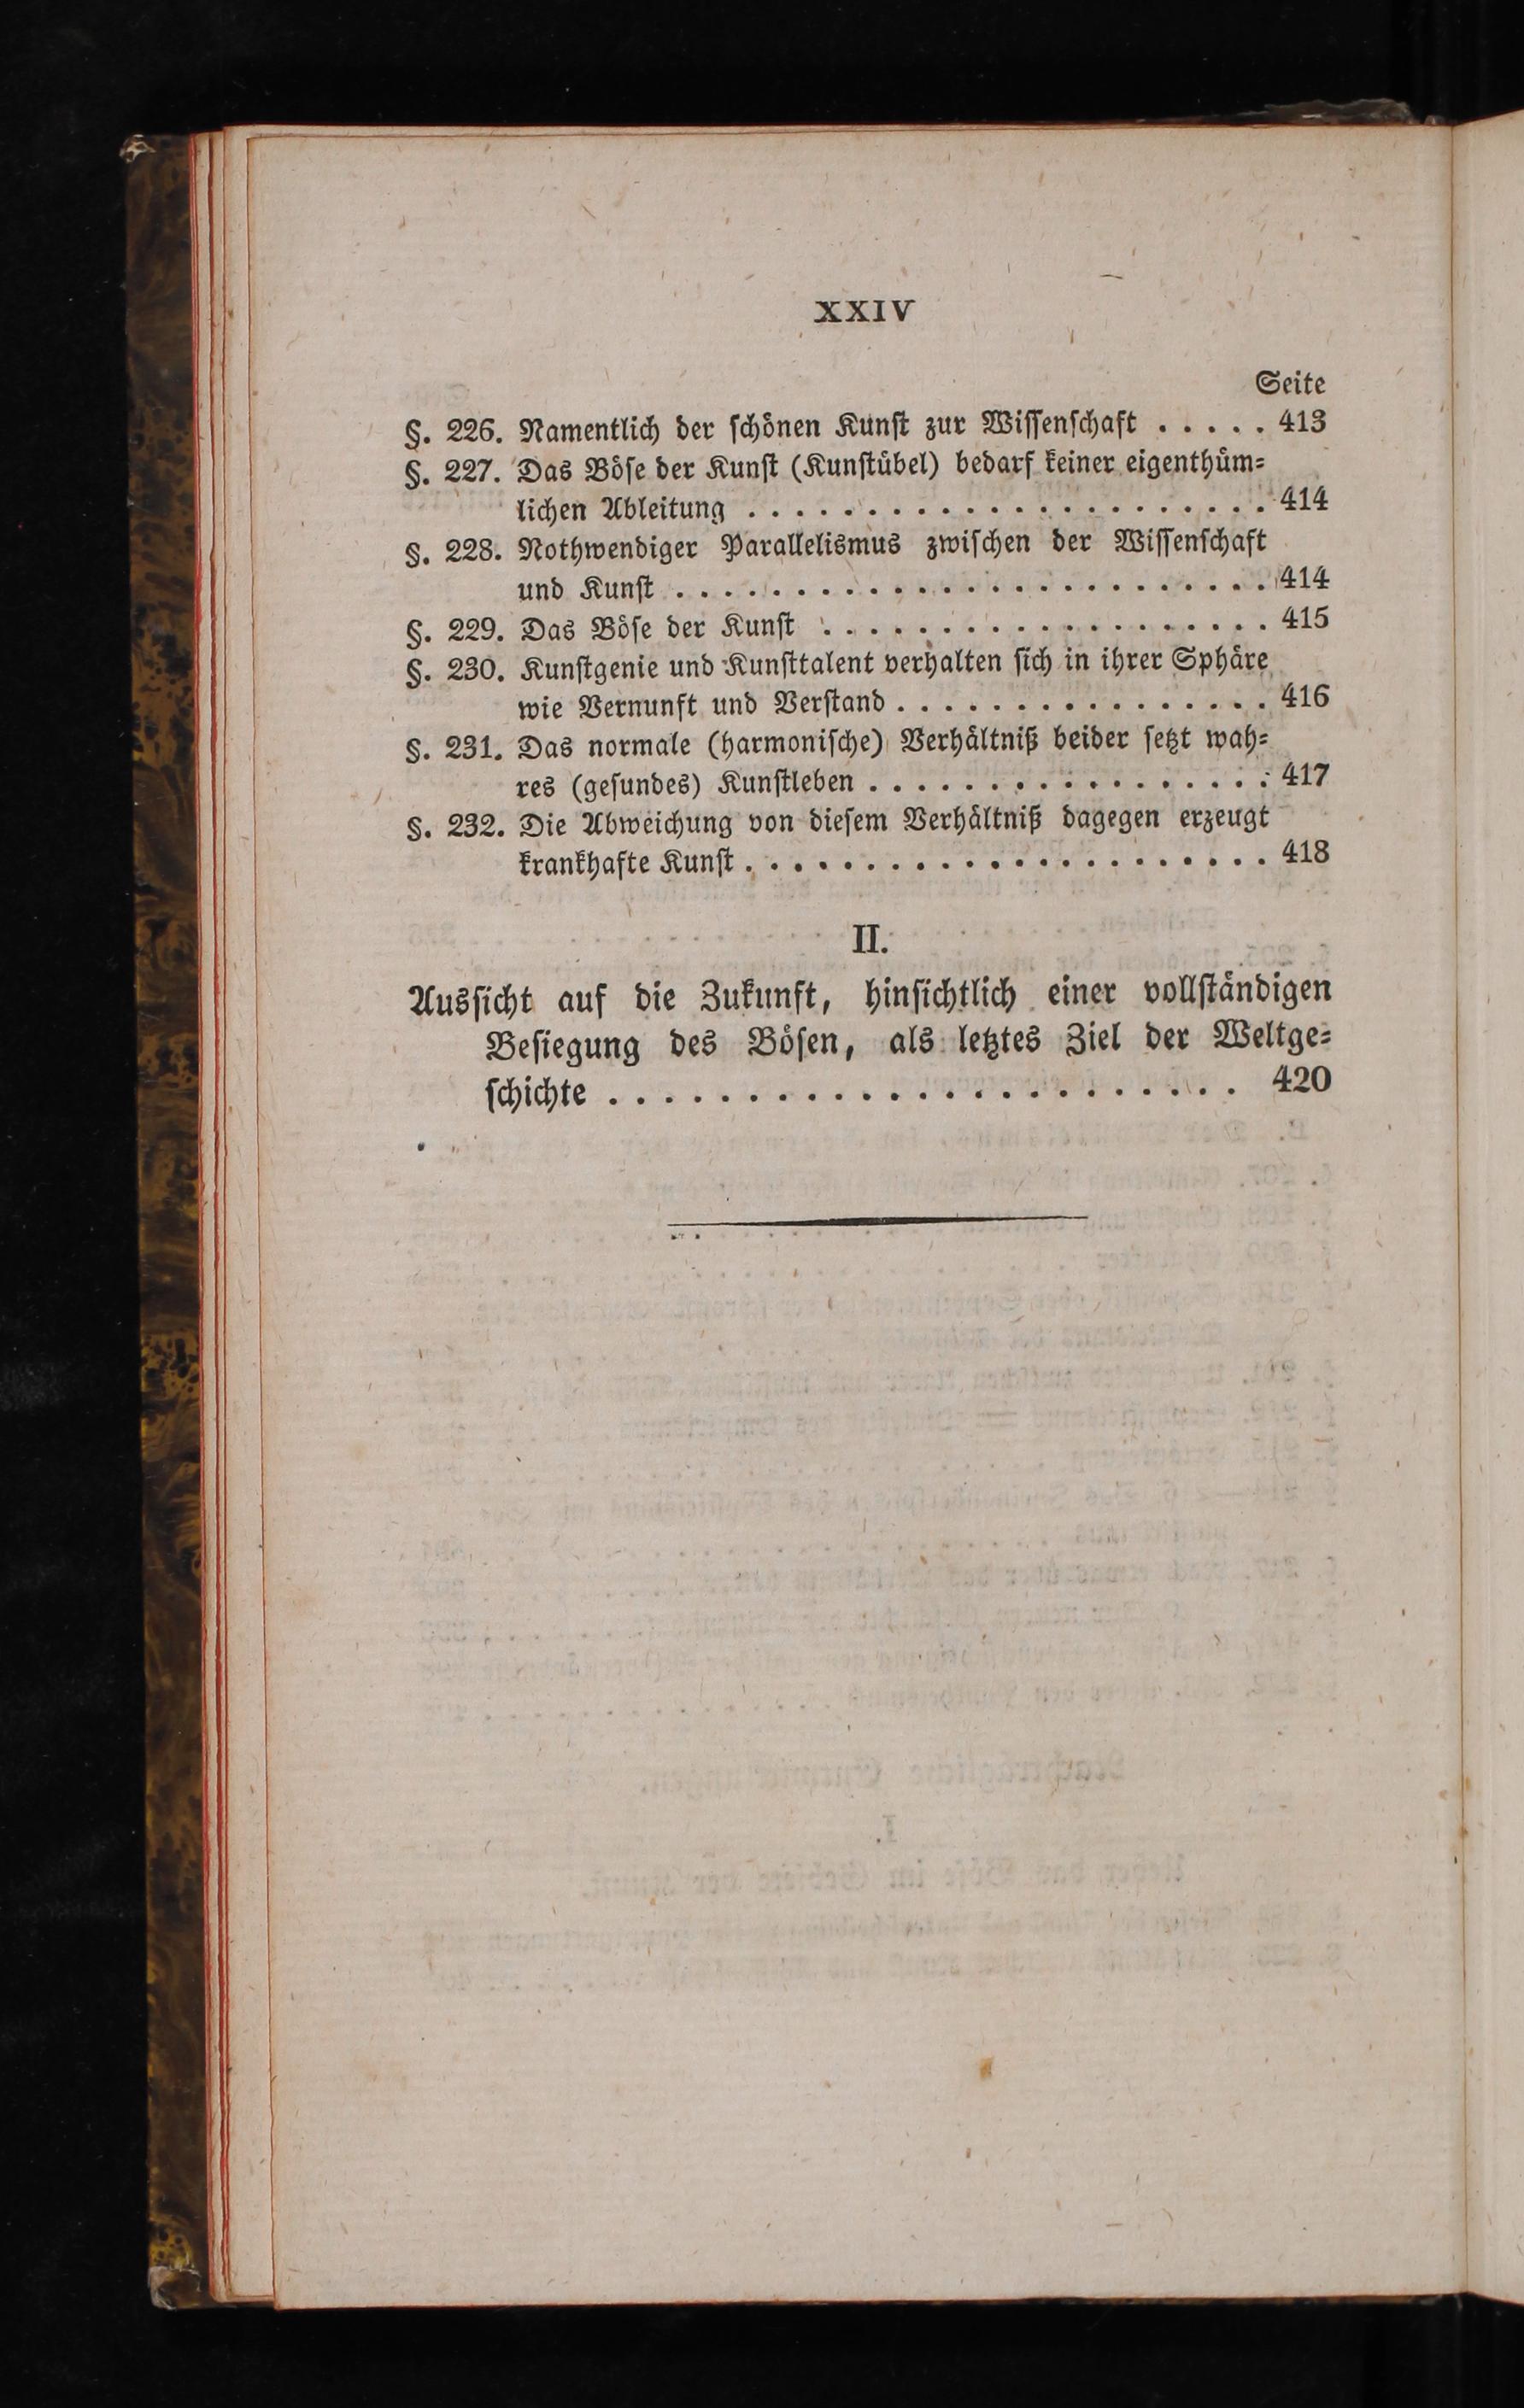 XXIV
Seite
§. 226. Namentlich der ſchönen Kunſt zur Wiſſenſchaft . . . . . 413
§. 227. Das Böſe der Kunſt (Kunſtübel) bedarf keiner eigenthüm⸗
lichen Ableitung . . . . . . . . . . . . . . . . . . . . . . 414
§. 228. Nothwendiger Parallelismus zwiſchen der Wiſſenſchaft
und Kunſt . . . . . . . . . . . . . . . . . . . . . . . . . 414
§. 229. Das Böſe der Kunſt . . . . . . . . . . . . . . . . . . . 415
§. 230. Kunſtgenie und Kunſttalent verhalten ſich in ihrer Sphäre
wie Vernunft und Verſtand . . . . . . . . . . . . . . . . 416
§. 231. Das normale (harmoniſche) Verhältniß beider ſetzt wah⸗
res (geſundes) Kunſtleben . . . . . . . . . . . . . . . . . 417
§. 232. Die Abweichung von dieſem Verhältniß dagegen erzeugt
krankhafte Kunſt . . . . . . . . . . . . . . . . . . . . . . 418
II.
Ausſicht auf die Zukunft, hinſichtlich einer vollſtändigen
Beſiegung des Böſen, als letztes Ziel der Weltge⸗
ſchichte . . . . . . . . . . . . . . . . . . . . . . . 420